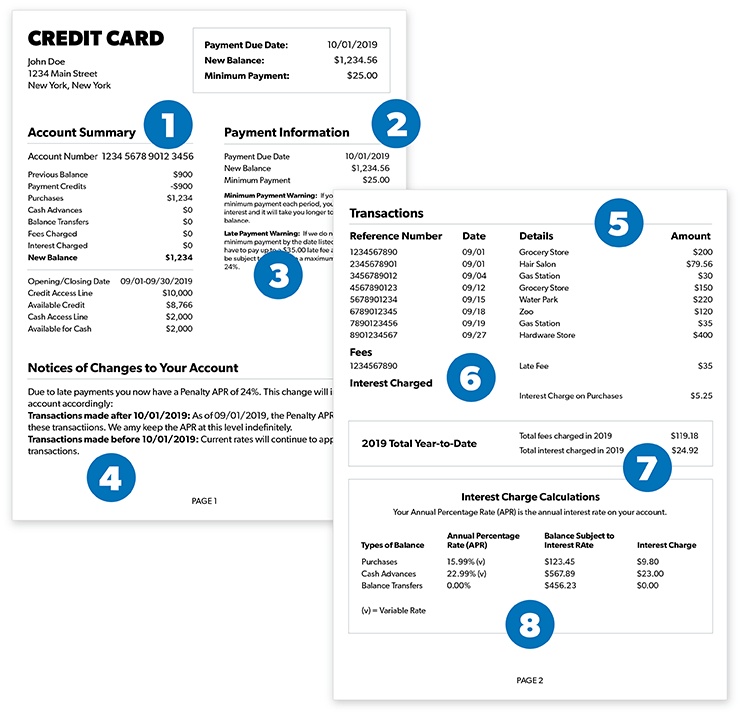 CREDIT CARD
John Doe
1234 Main Street
New York, New York
Payment Due Date: 10/01/2019
New Balance: $1,234.56
Minimum Payment: $25.00
1
Account Summary
Account Number 1234 5678 9012 3456
Previous Balance $900
Payment Credits -$900
Purchases $1,234
Cash Advances $0
Balance Transfers $0
Fees Charged $0
Interest Charged $0
New Balance $1,234
Opening/Closing Date 09/01-09/30/2019
Credit Access Line $10,000
Available Credit $8,766
Cash Access Line $2,000
Available for Cash $2,000
2
Payment Information
Payment Due Date 10/01/2019
New Balance $1,234.56
Minimum Payment $25.00
Minimum Payment Warning: If you
minimum payment each period, you
interest and it will take you longer to
balance.
Late Payment Warning: If we do n
minimum payment by the date listed
have to pay up to a $35.00 late fee a
be subject to a maximum
24%.
3
Notices of Changes to Your Account
Due to late payments you now have a Penalty APR of 24%. This change will i
account accordingly:
Transactions made after 10/01/2019: As of 09/01/2019, the Penalty APR
these transactiions. We amy keep the APR at this level indefinitely.
Transactions made before 10/01/2019: Current rates will continue to app
transactions.
4
PAGE 1
5
Transactions
Reference Number Date Details Amount
1234567890 09/01 Grocery Store $200
2345678901 09/01 Hair Salon $79.56
3456789012 09/04 Gas Station $30
4567890123 09/12 Grocery Store $150
5678901234 09/15 Water Park $220
6789012345 09/18 Zoo $120
7890123456 09/19 Gas Station $35
8901234567 09/27 Hardware Store $400
Fees
1234567890 Late Fee $35
6
Interest Charged
Interest Charge on Purchases $5.25
2019 Total Year-to-Date
Total fees charged in 2019 $119.18
Total interest charged in 2019 $24.92
7
Interest Charge Calculations
Your Annual Percentage Rate (APR) is the annual interest rate on your account.
Types of Balance Annual Percentage Rate (APR) Balance Subject to Interest RAte Interest Charge
Purchases 15.99% (v) $123.45 $9.80
Cash Advances 22.99% (v) $567.89 $23.00
Balance Transfers 0.00% $456.23 $0.00
(v) = Variable Rate
8
PAGE 2